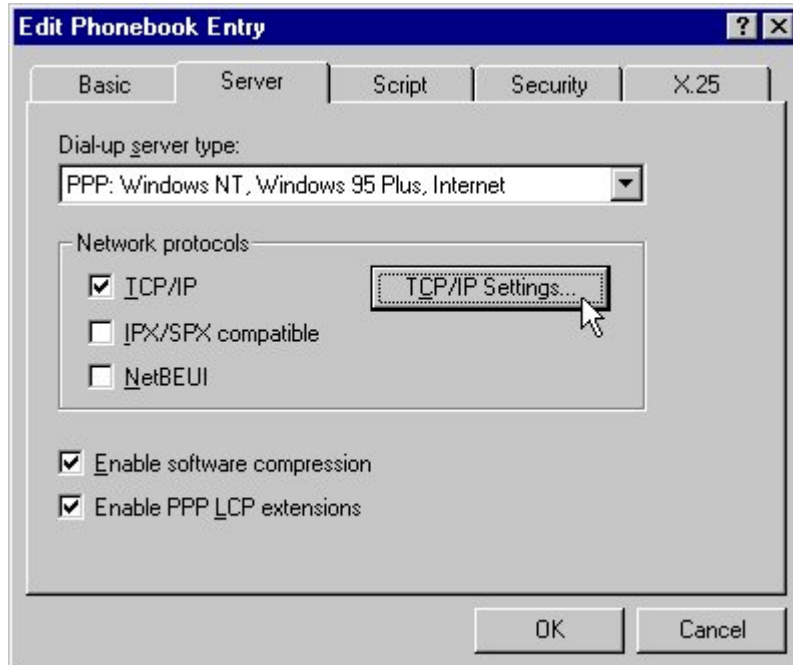 Edit Phonebook Entry
Basic Server Script Security X.25
Dial-up server type:
PPP: Windows NT, Windows 95 Plus, Internet
Network protocols
TCP/IP TCP/IP Settings...
IPX/SPX compatible
NetBEUI
Enable software compression
Enable PPP LCP extensions
OK Cancel